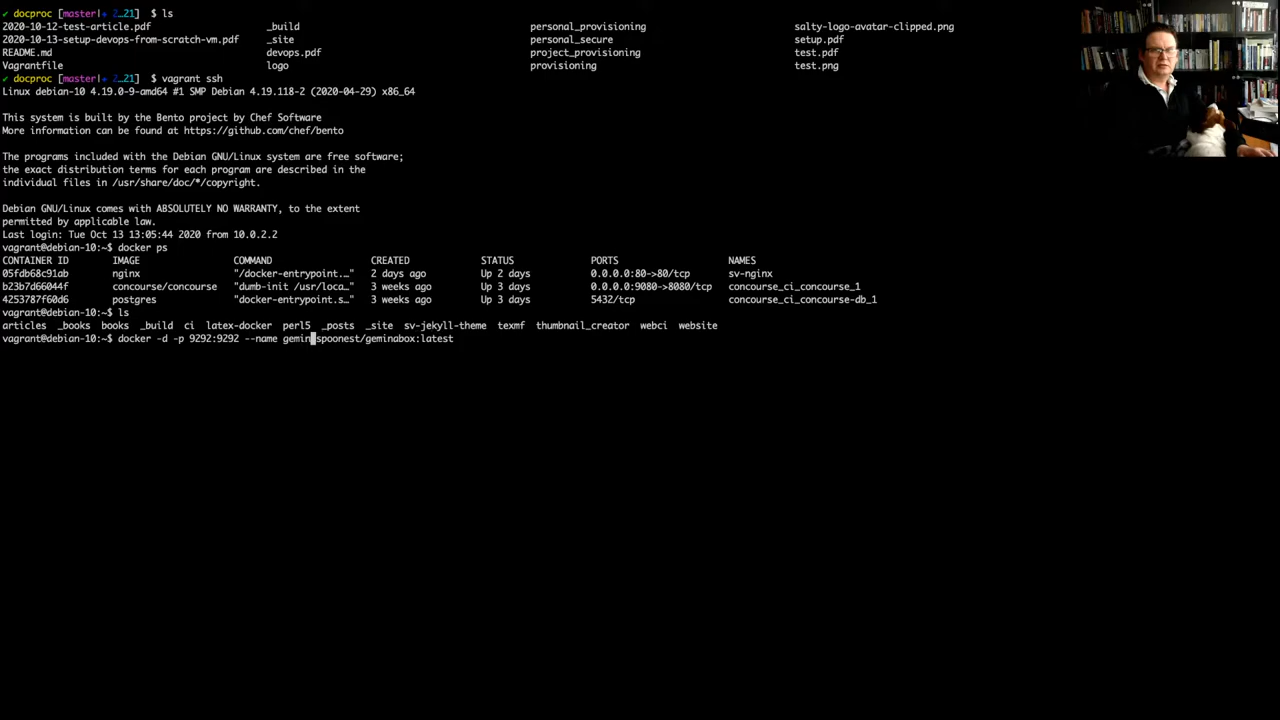 ✔ docproc [master|✚ 2…21] $ ls
2020-10-12-test-article.pdf _build personal_provisioning salty-logo-avatar-clipped.png
2020-10-13-setup-devops-from-scratch-vm.pdf _site personal_secure setup.pdf
README.md devops.pdf project_provisioning test.pdf
Vagrantfile logo provisioning test.png
✔ docproc [master|✚ 2…21] $ vagrant ssh
Linux debian-10 4.19.0-9-amd64 #1 SMP Debian 4.19.118-2 (2020-04-29) x86_64
This system is built by the Bento project by Chef Software
More information can be found at https://github.com/chef/bento
The programs included with the Debian GNU/Linux system are free software;
the exact distribution terms for each program are described in the
individual files in /usr/share/doc/*/copyright.
Debian GNU/Linux comes with ABSOLUTELY NO WARRANTY, to the extent
permitted by applicable law.
Last login: Tue Oct 13 13:05:44 2020 from 10.0.2.2
vagrant@debian-10:~$ docker ps
CONTAINER ID IMAGE COMMAND CREATED STATUS PORTS NAMES
05fdb68c91ab nginx "/docker-entrypoint.…" 2 days ago Up 2 days 0.0.0.0:80->80/tcp sv-nginx
b23b7d66044f concourse/concourse "dumb-init /usr/loca…" 3 weeks ago Up 3 days 0.0.0.0:9080->8080/tcp concourse_ci_concourse_1
4253787f60d6 postgres "docker-entrypoint.s…" 3 weeks ago Up 3 days 5432/tcp concourse_ci_concourse-db_1
vagrant@debian-10:~$ ls
articles _books books _build ci latex-docker perl5 _posts _site sv-jekyll-theme texmf thumbnail_creator webci website
vagrant@debian-10:~$ docker -d -p 9292:9292 --name gemin spoonest/geminabox:latest